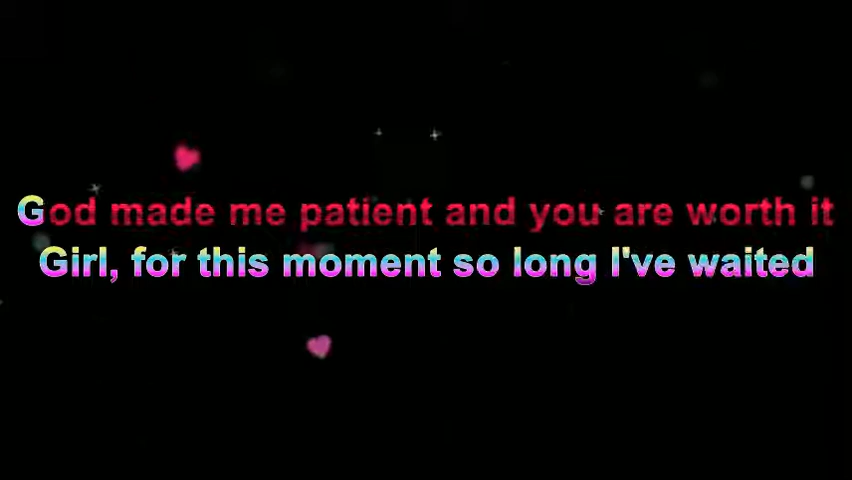 God made me patient and you are worth it
Girl, for this moment so long I've waited